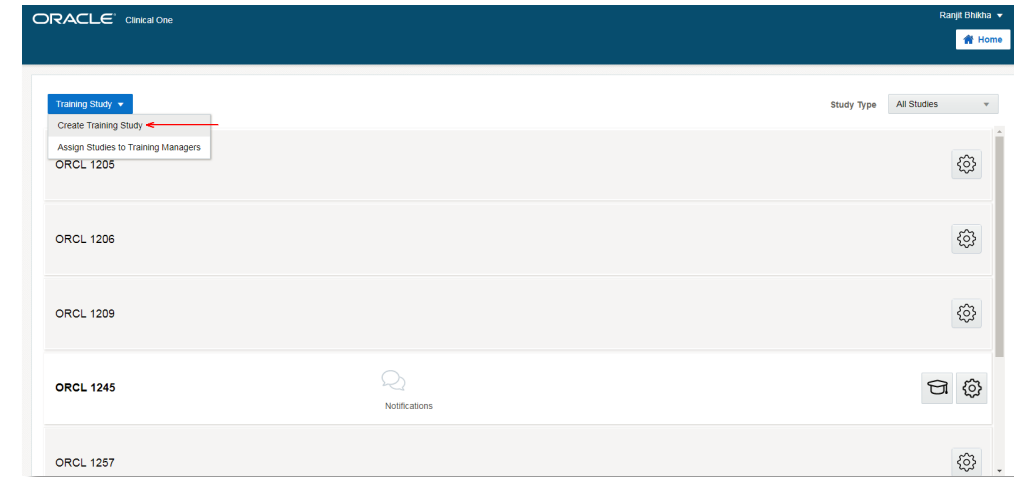 ORACLE Clinical One
Ranjit Bhikha
Home
Training Study
Study Type All Studies
Create Training Study
Assign Studies to Training Managers
ORCL 1205
ORCL 1206
ORCL 1209
ORCL 1245
Notifications
ORCL 1257